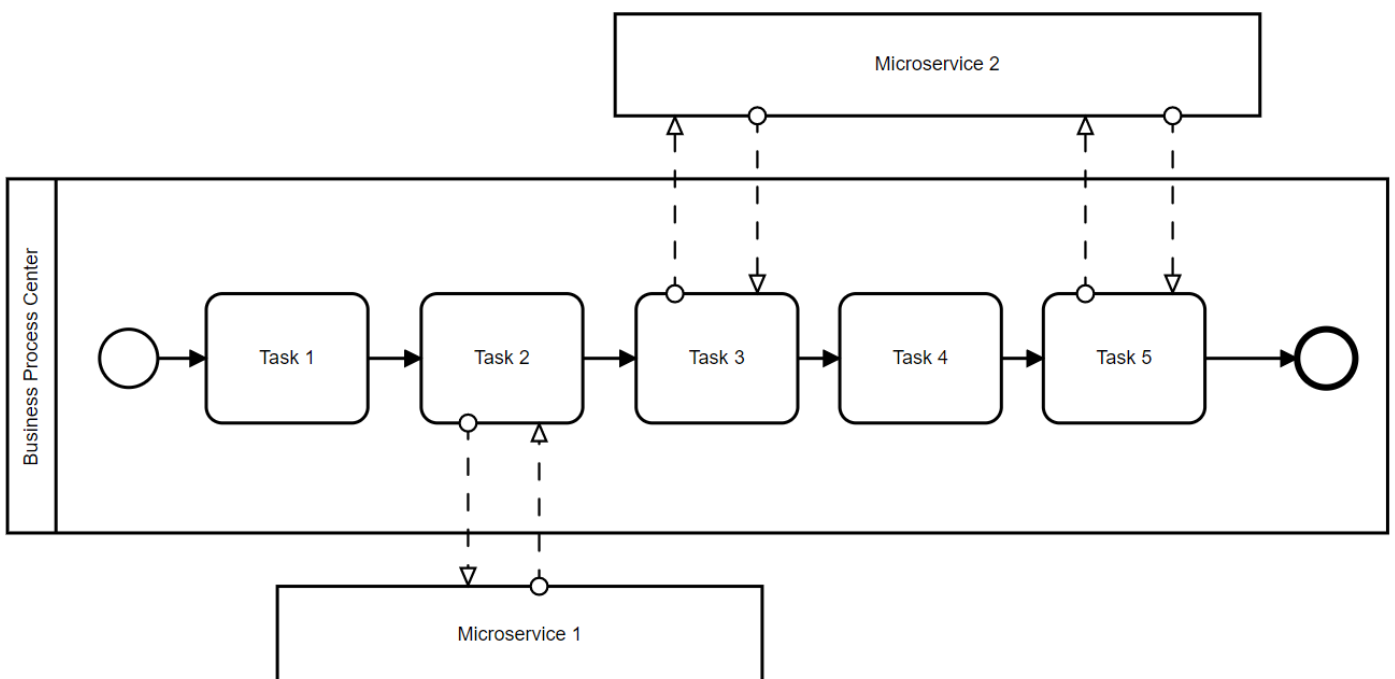 Microservice 2
Business Process Center
Task 1
Task 2
Task 3
Task 4
Task 5
Microservice 1